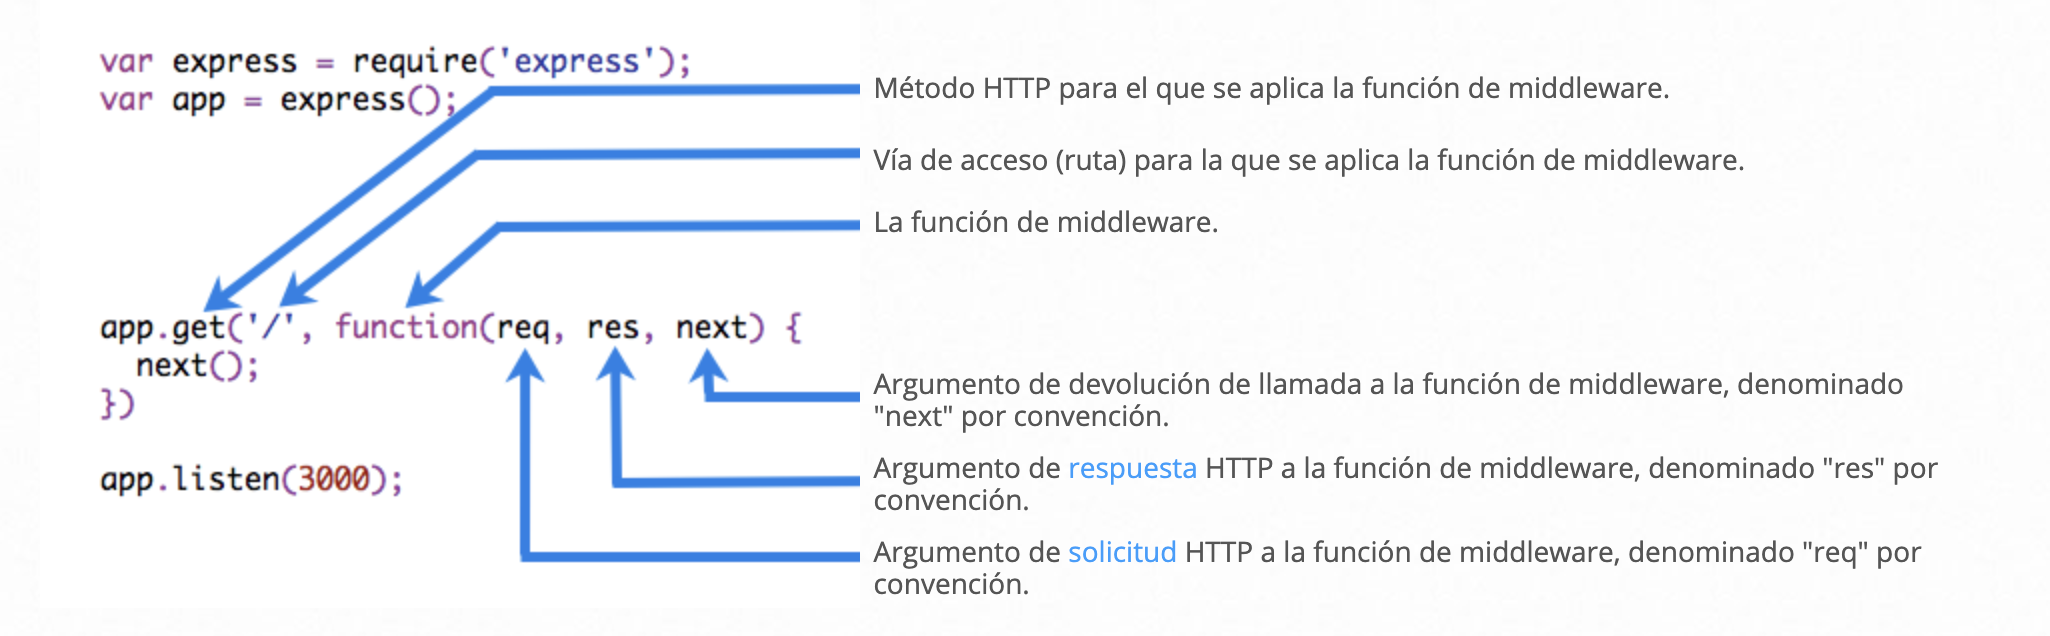 var express = require('express');
var app = express();
Método HTTP para el que se aplica la función de middleware.
Vía de acceso (ruta) para la que se aplica la función de middleware.
La función de middleware.
app.get('/', function(req, res, next) {
  next();
})
app.listen(3000);
Argumento de devolución de llamada a la función de middleware, denominado
"next" por convención.
Argumento de respuesta HTTP a la función de middleware, denominado "res" por
convención.
Argumento de solicitud HTTP a la función de middleware, denominado "req" por
convención.